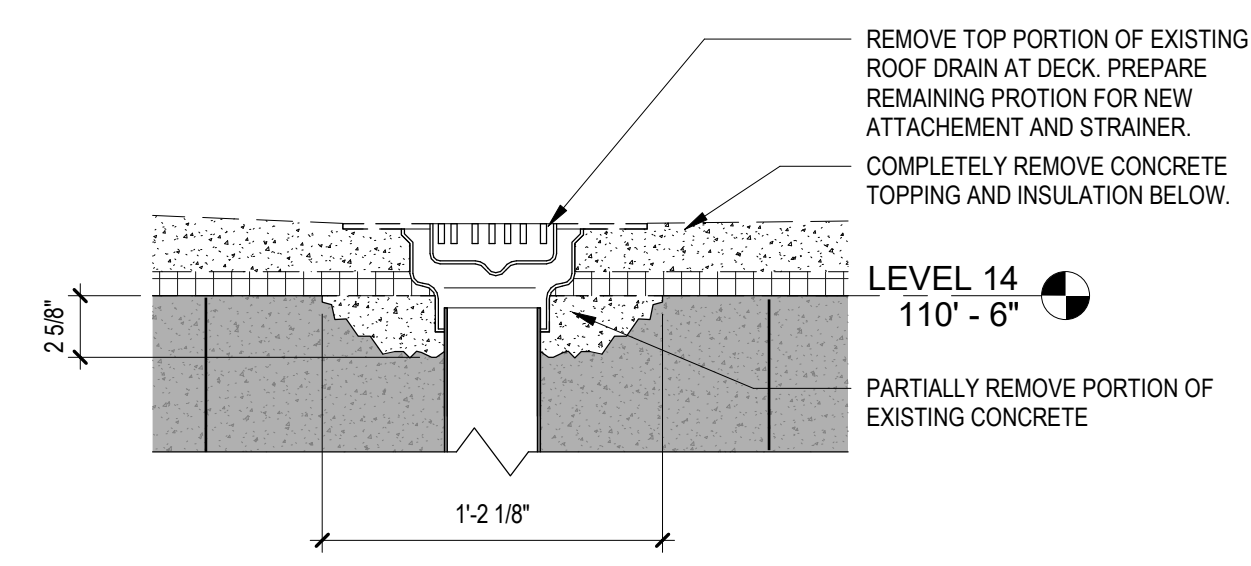 REMOVE TOP PORTION OF EXISTING
ROOF DRAIN AT DECK. PREPARE
REMAINING PROTION FOR NEW
ATTACHEMENT AND STRAINER.
COMPLETELY REMOVE CONCRETE
TOPPING AND INSULATION BELOW.
LEVEL 14
110' - 6"
2 5/8"
PARTIALLY REMOVE PORTION OF
EXISTING CONCRETE
1'-2 1/8"